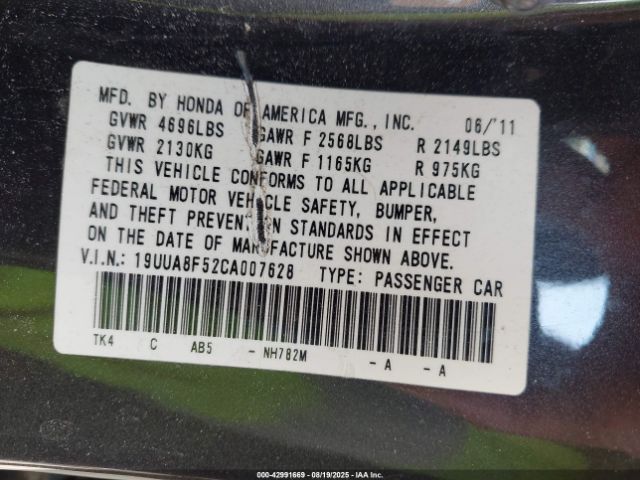 MFD. BY HONDA OF AMERICA MFG., INC. 06/'11
GVWR 4696LBS GAWR F 2568LBS R 2149LBS
GVWR 2130KG GAWR F 1165KG R 975KG
THIS VEHICLE CONFORMS TO ALL APPLICABLE
FEDERAL MOTOR VEHICLE SAFETY, BUMPER,
AND THEFT PREVENTION STANDARDS IN EFFECT
ON THE DATE OF MANUFACTURE SHOWN ABOVE.
V.I.N.: 19UUA8F52CA007628 TYPE: PASSENGER CAR
TK4 C AB5 - NH782M - A - A
000-42991669 08/19/2025 IAA Inc.